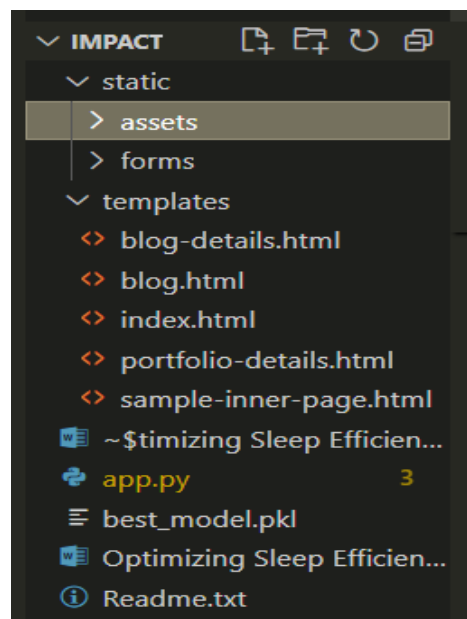 IMPACT
static
assets
forms
templates
blog-details.html
blog.html
index.html
portfolio-details.html
sample-inner-page.html
~$timizing Sleep Efficien...
app.py 3
best_model.pkl
Optimizing Sleep Efficien...
Readme.txt